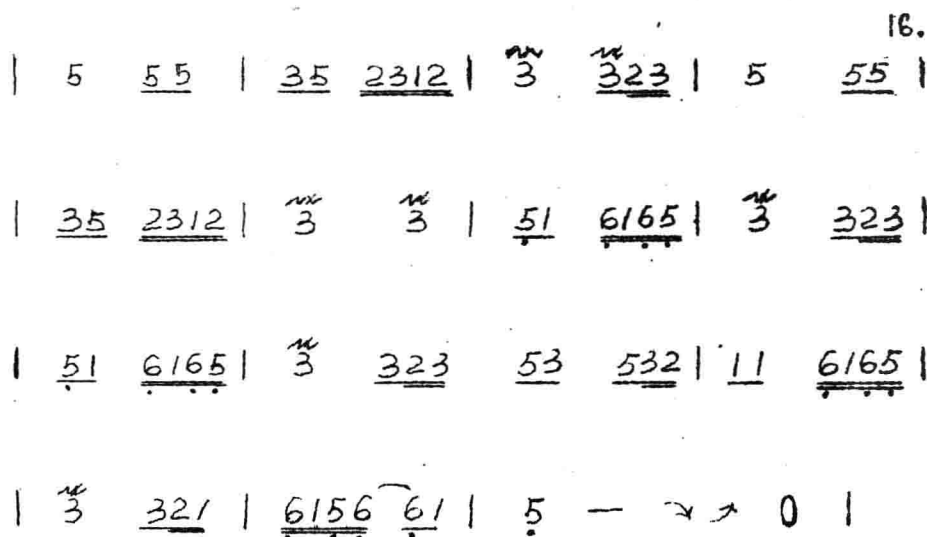 16.
| 5 55 | 35 2312 | 3 323 | 5 55 |
| 35 2312 | 3 3 | 51 6165 | 3 323 |
| 51 6165 | 3 323 53 532 | 11 6165 |
| 3 321 | 6156 61 | 5 — 0 |